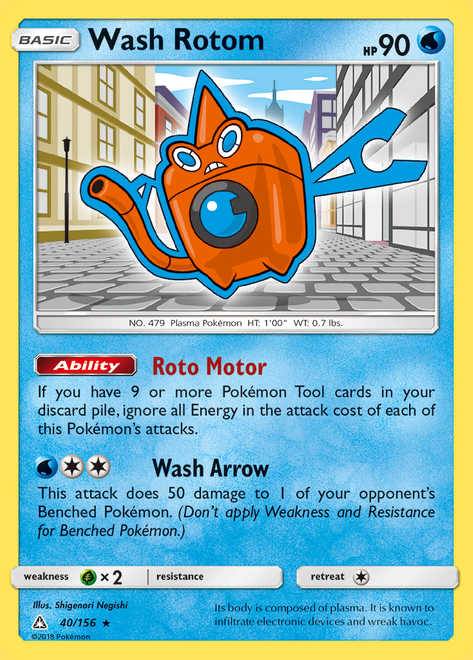 BASIC Wash Rotom HP 90
NO. 479 Plasma Pokémon HT: 1'00" WT: 0.7 lbs.
Ability Roto Motor
If you have 9 or more Pokémon Tool cards in your
discard pile, ignore all Energy in the attack cost of each of
this Pokémon's attacks.
Wash Arrow
This attack does 50 damage to 1 of your opponent's
Benched Pokémon. (Don't apply Weakness and Resistance
for Benched Pokémon.)
weakness ×2 resistance retreat
Illus. Shigenori Negishi
40/156 ★
©2018 Pokémon
Its body is composed of plasma. It is known to
infiltrate electronic devices and wreak havoc.